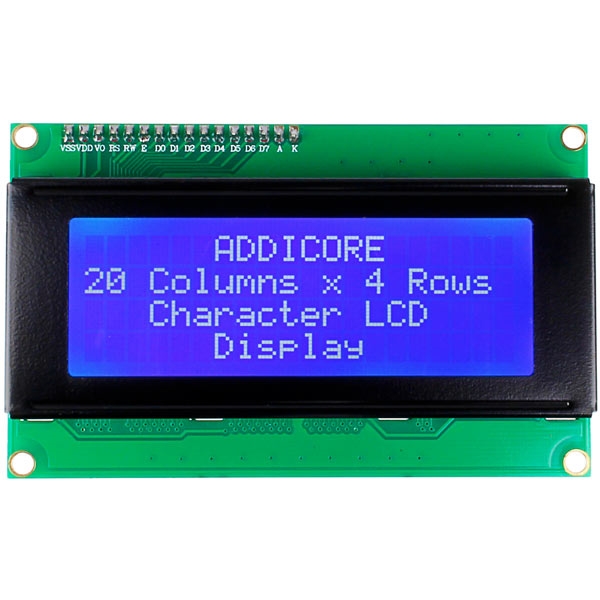 VSS VDD VO RS RW E D0 D1 D2 D3 D4 D5 D6 D7 A K
ADDICORE
20 Columns x 4 Rows
Character LCD
Display